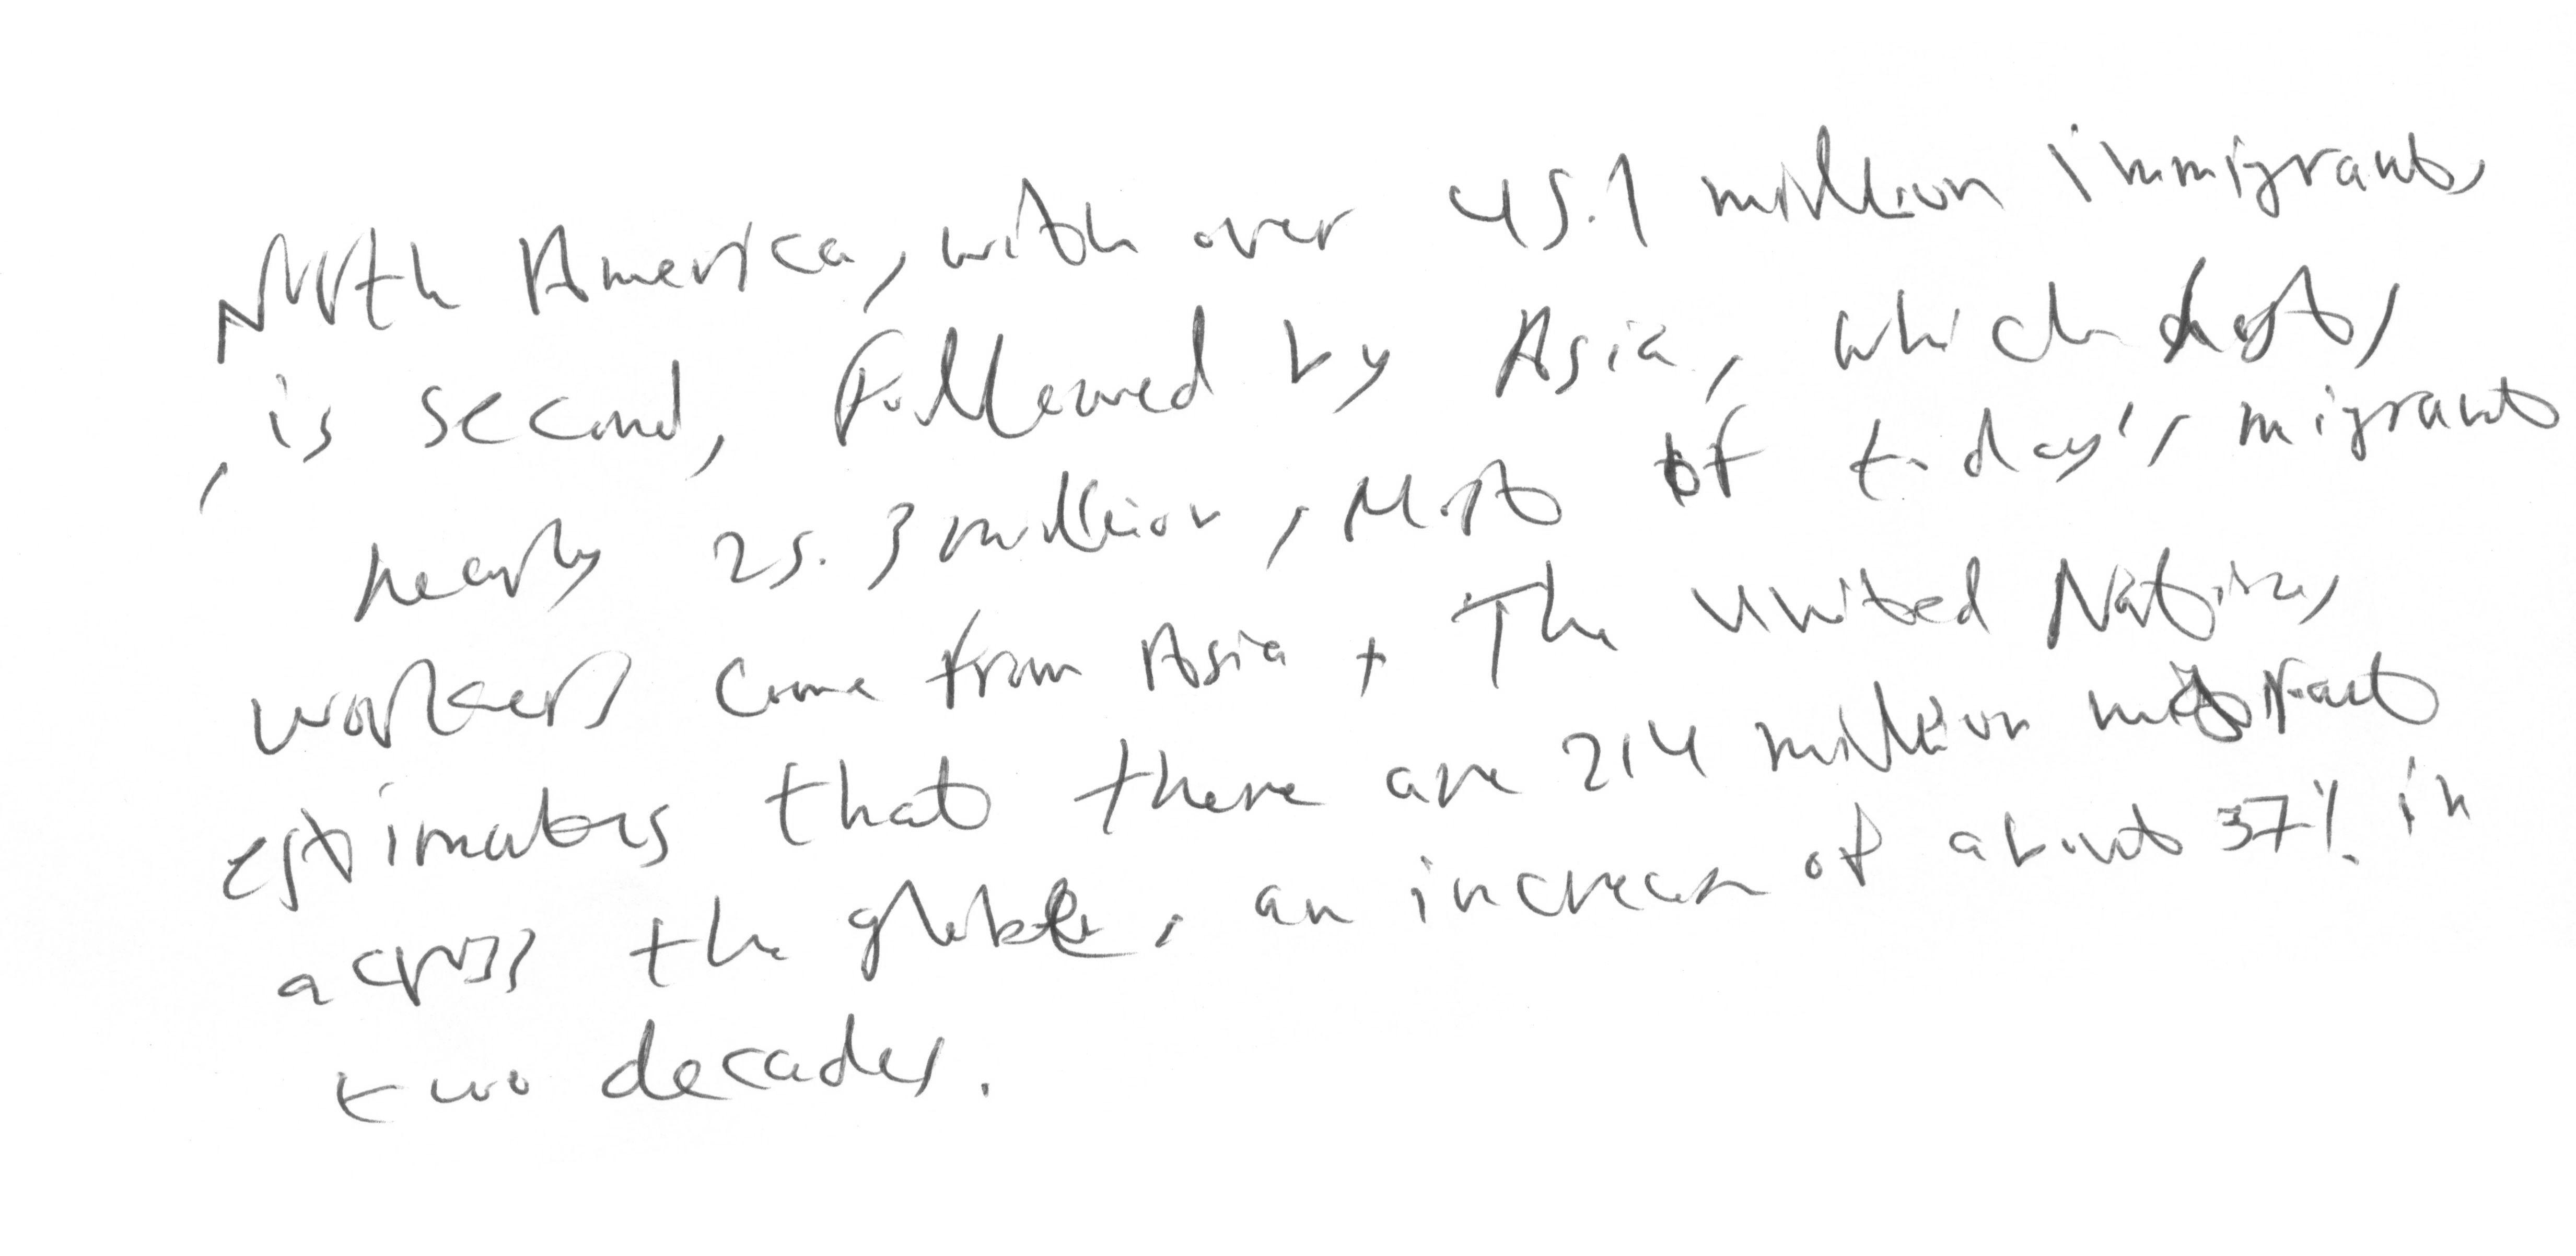 North America, with over 45.1 million immigrants
, is second, followed by Asia, which hosts
nearly 25.3 million, Most of today's migrant
workers come from Asia. The United Nations
estimates that there are 214 million migrant
across the globe, an increase of about 37% in
two decades.